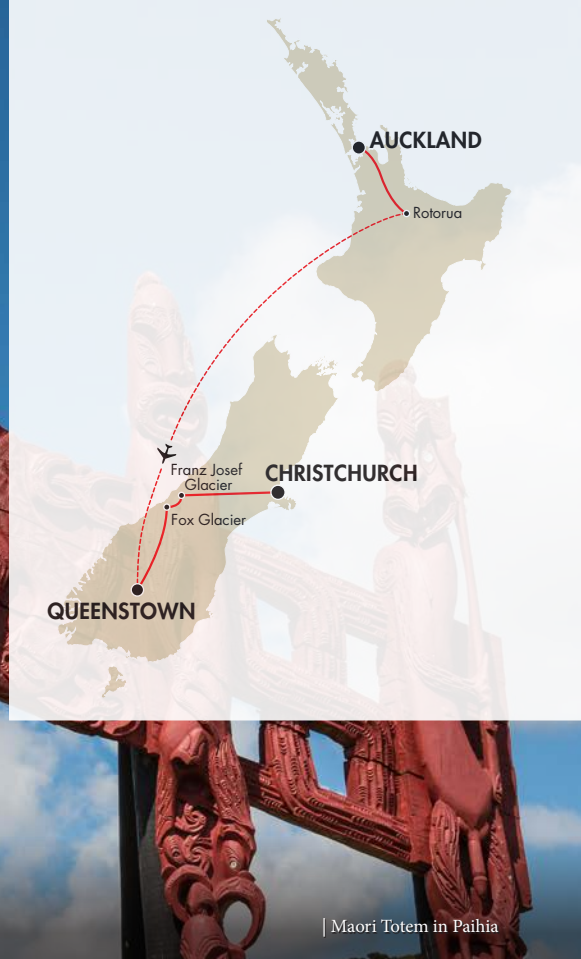 AUCKLAND
Rotorua
Franz Josef
Glacier
CHRISTCHURCH
Fox Glacier
QUEENSTOWN
| Maori Totem in Paihia